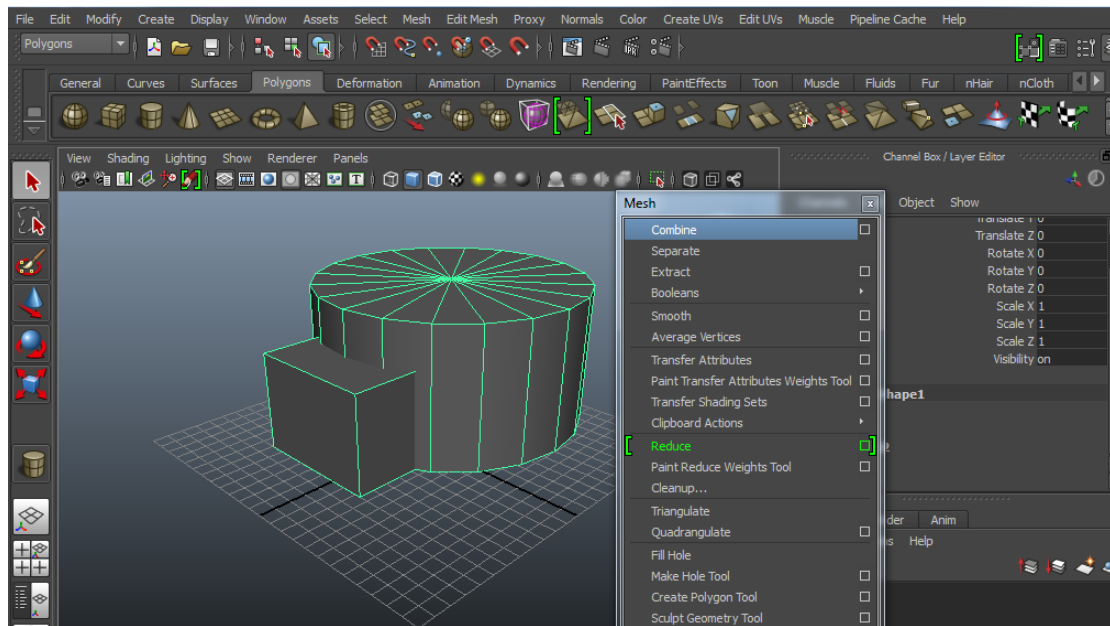 File Edit Modify Create Display Window Assets Select Mesh Edit Mesh Proxy Normals Color Create UVs Edit UVs Muscle Pipeline Cache Help
Polygons
General Curves Surfaces Polygons Deformation Animation Dynamics Rendering PaintEffects Toon Muscle Fluids Fur nHair nCloth
View Shading Lighting Show Renderer Panels
Channel Box / Layer Editor
Object Show
Translate Y 0
Translate Z 0
Rotate X 0
Rotate Y 0
Rotate Z 0
Scale X 1
Scale Y 1
Scale Z 1
Visibility on
hape1
Mesh
Combine
Separate
Extract
Booleans
Smooth
Average Vertices
Transfer Attributes
Paint Transfer Attributes Weights Tool
Transfer Shading Sets
Clipboard Actions
Reduce
Paint Reduce Weights Tool
Cleanup...
Triangulate
Quadrangulate
Fill Hole
Make Hole Tool
Create Polygon Tool
Sculpt Geometry Tool
der Anim
s Help